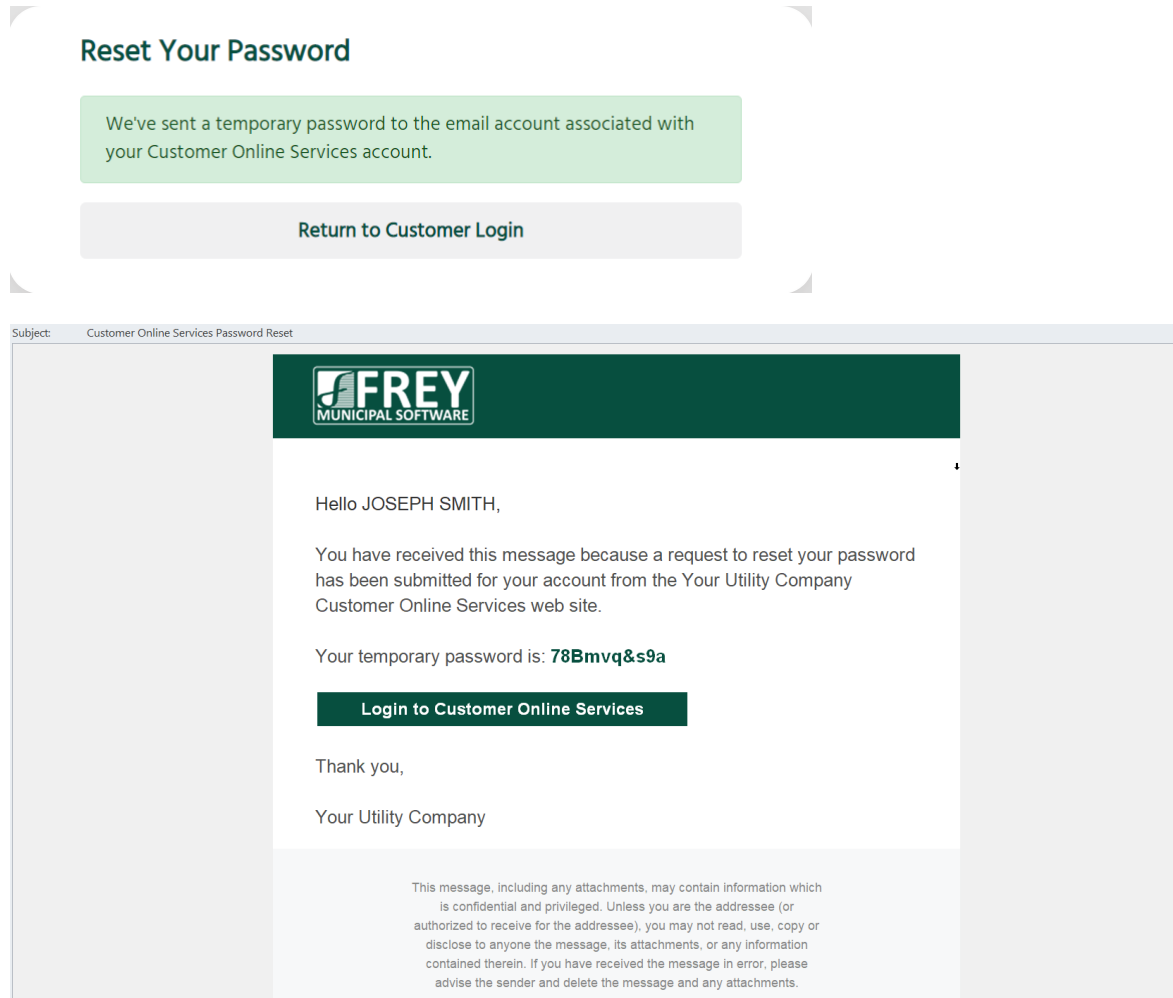 Reset Your Password
We've sent a temporary password to the email account associated with
your Customer Online Services account.
Return to Customer Login
Subject: Customer Online Services Password Reset
FREY
MUNICIPAL SOFTWARE
Hello JOSEPH SMITH,
You have received this message because a request to reset your password
has been submitted for your account from the Your Utility Company
Customer Online Services web site.
Your temporary password is: 78Bmvq&s9a
Login to Customer Online Services
Thank you,
Your Utility Company
This message, including any attachments, may contain information which
is confidential and privileged. Unless you are the addressee (or
authorized to receive for the addressee), you may not read, use, copy or
disclose to anyone the message, its attachments, or any information
contained therein. If you have received the message in error, please
advise the sender and delete the message and any attachments.